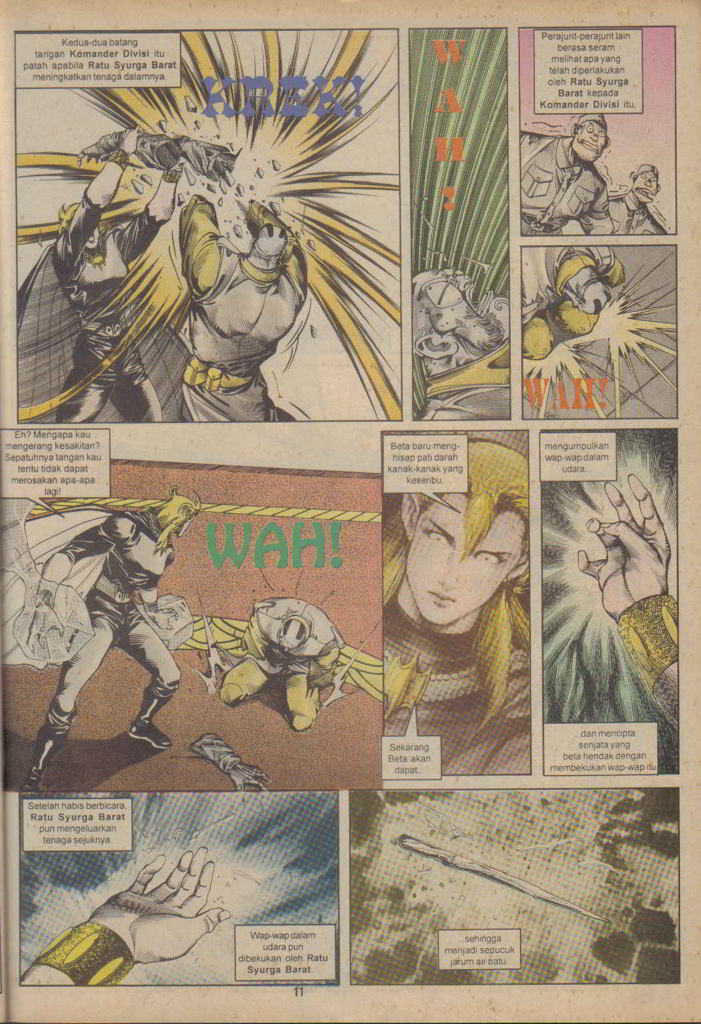 Kedua-dua batang
tangan Komander Divisi itu
patah apabila Ratu Syurga Barat
meningkatkan tenaga dalamnya.
KREK!
WAH!
Perajurit-perajurit lain
berasa seram
melihat apa yang
telah diperlakukan
oleh Ratu Syurga
Barat kepada
Komander Divisi itu.
WAH!
Eh? Mengapa kau
mengerang kesakitan?
Sepatuhnya tangan kau
tentu tidak dapat
merosakan apa-apa
lagi!
WAH!
Beta baru meng-
hisap pati darah
kanak-kanak yang
keseribu.
Sekarang
Beta akan
dapat..
mengumpulkan
wap-wap dalam
udara...
..dan mencipta
senjata yang
beta hendak dengan
membekukan wap-wap itu
Setelah habis berbicara,
Ratu Syurga Barat
pun mengeluarkan
tenaga sejuknya.
Wap-wap dalam
udara pun
dibekukan oleh Ratu
Syurga Barat.
..sehingga
menjadi sepucuk
jarum air batu.
11